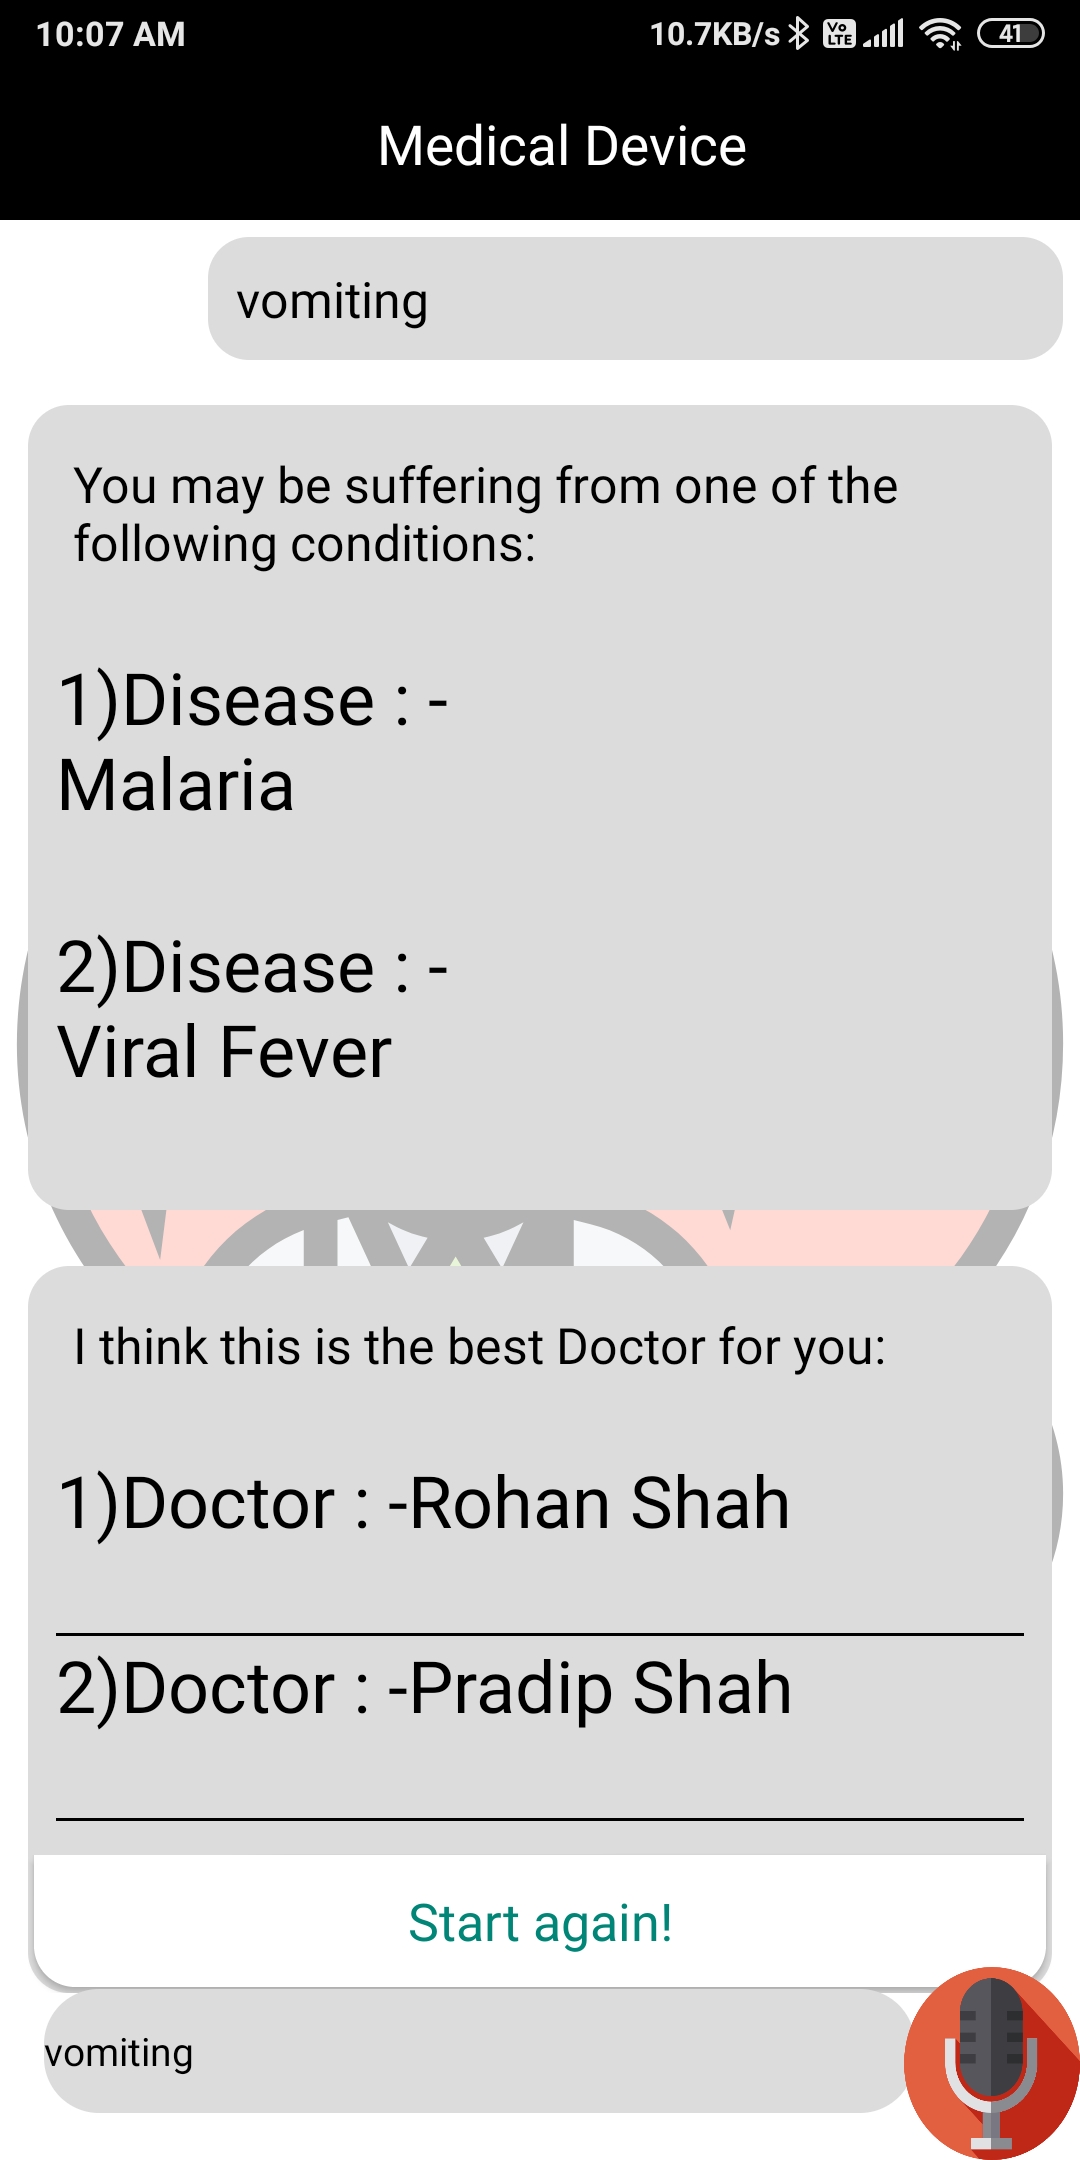 10:07 AM 10.7KB/s Vo LTE 41
Medical Device
vomiting
You may be suffering from one of the
following conditions:
1)Disease : -
Malaria
2)Disease : -
Viral Fever
I think this is the best Doctor for you:
1)Doctor : -Rohan Shah
2)Doctor : -Pradip Shah
Start again!
vomiting